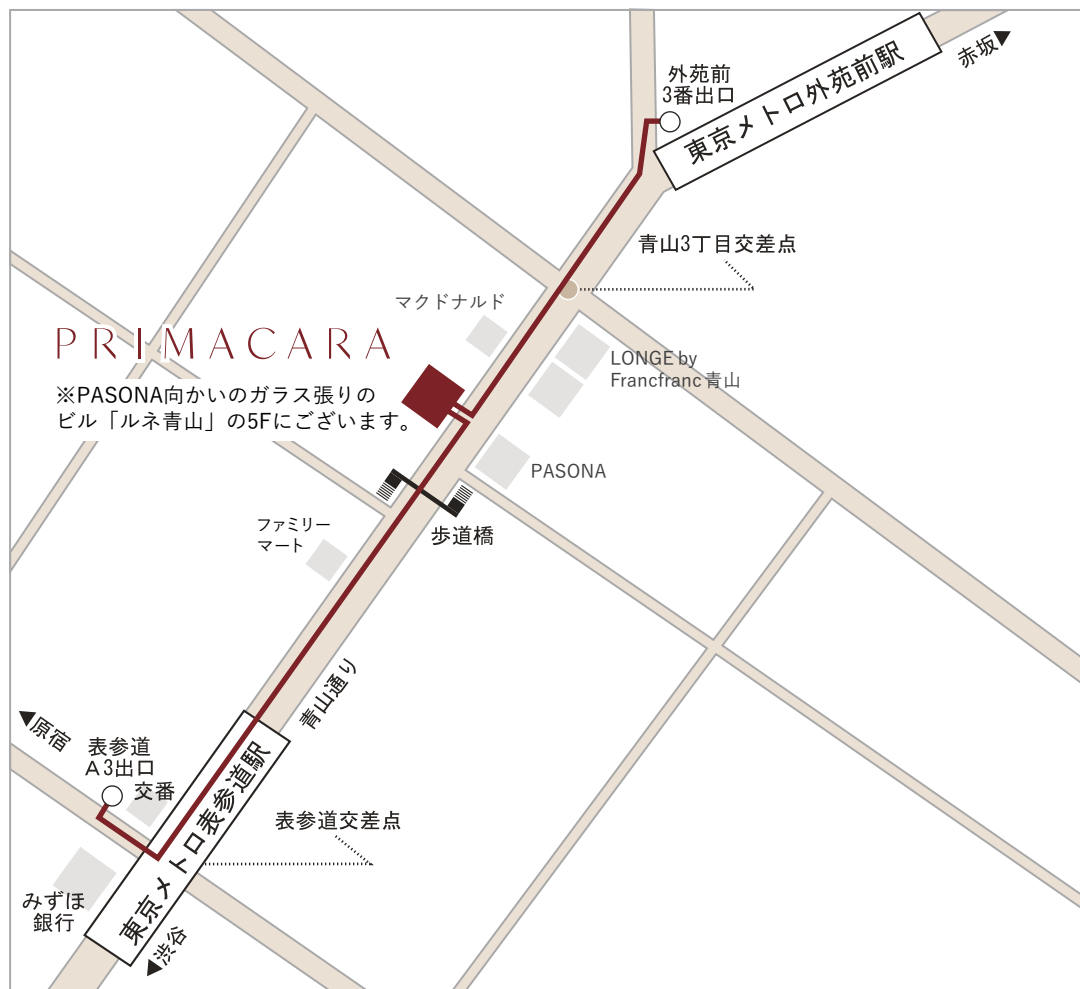 赤坂▶
外苑前
3番出口
東京メトロ外苑前駅
青山3丁目交差点
マクドナルド
PRIMACARA
LONGE by
Francfranc 青山
※PASONA向かいのガラス張りの
ビル「ルネ青山」の5Fにございます。
PASONA
ファミリー
マート
歩道橋
青山通り
◀原宿
表参道
A3出口
交番
表参道交差点
東京メトロ表参道駅
みずほ
銀行
◀渋谷